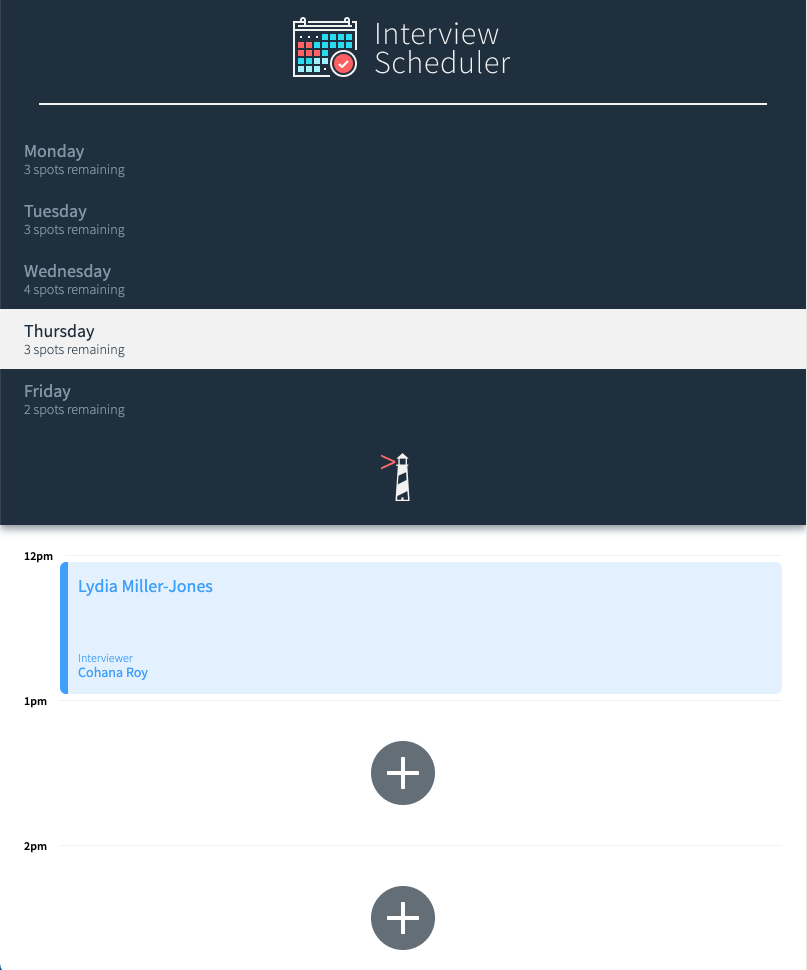 Interview
Scheduler
Monday
3 spots remaining
Tuesday
3 spots remaining
Wednesday
4 spots remaining
Thursday
3 spots remaining
Friday
2 spots remaining
12pm
Lydia Miller-Jones
Interviewer
Cohana Roy
1pm
2pm